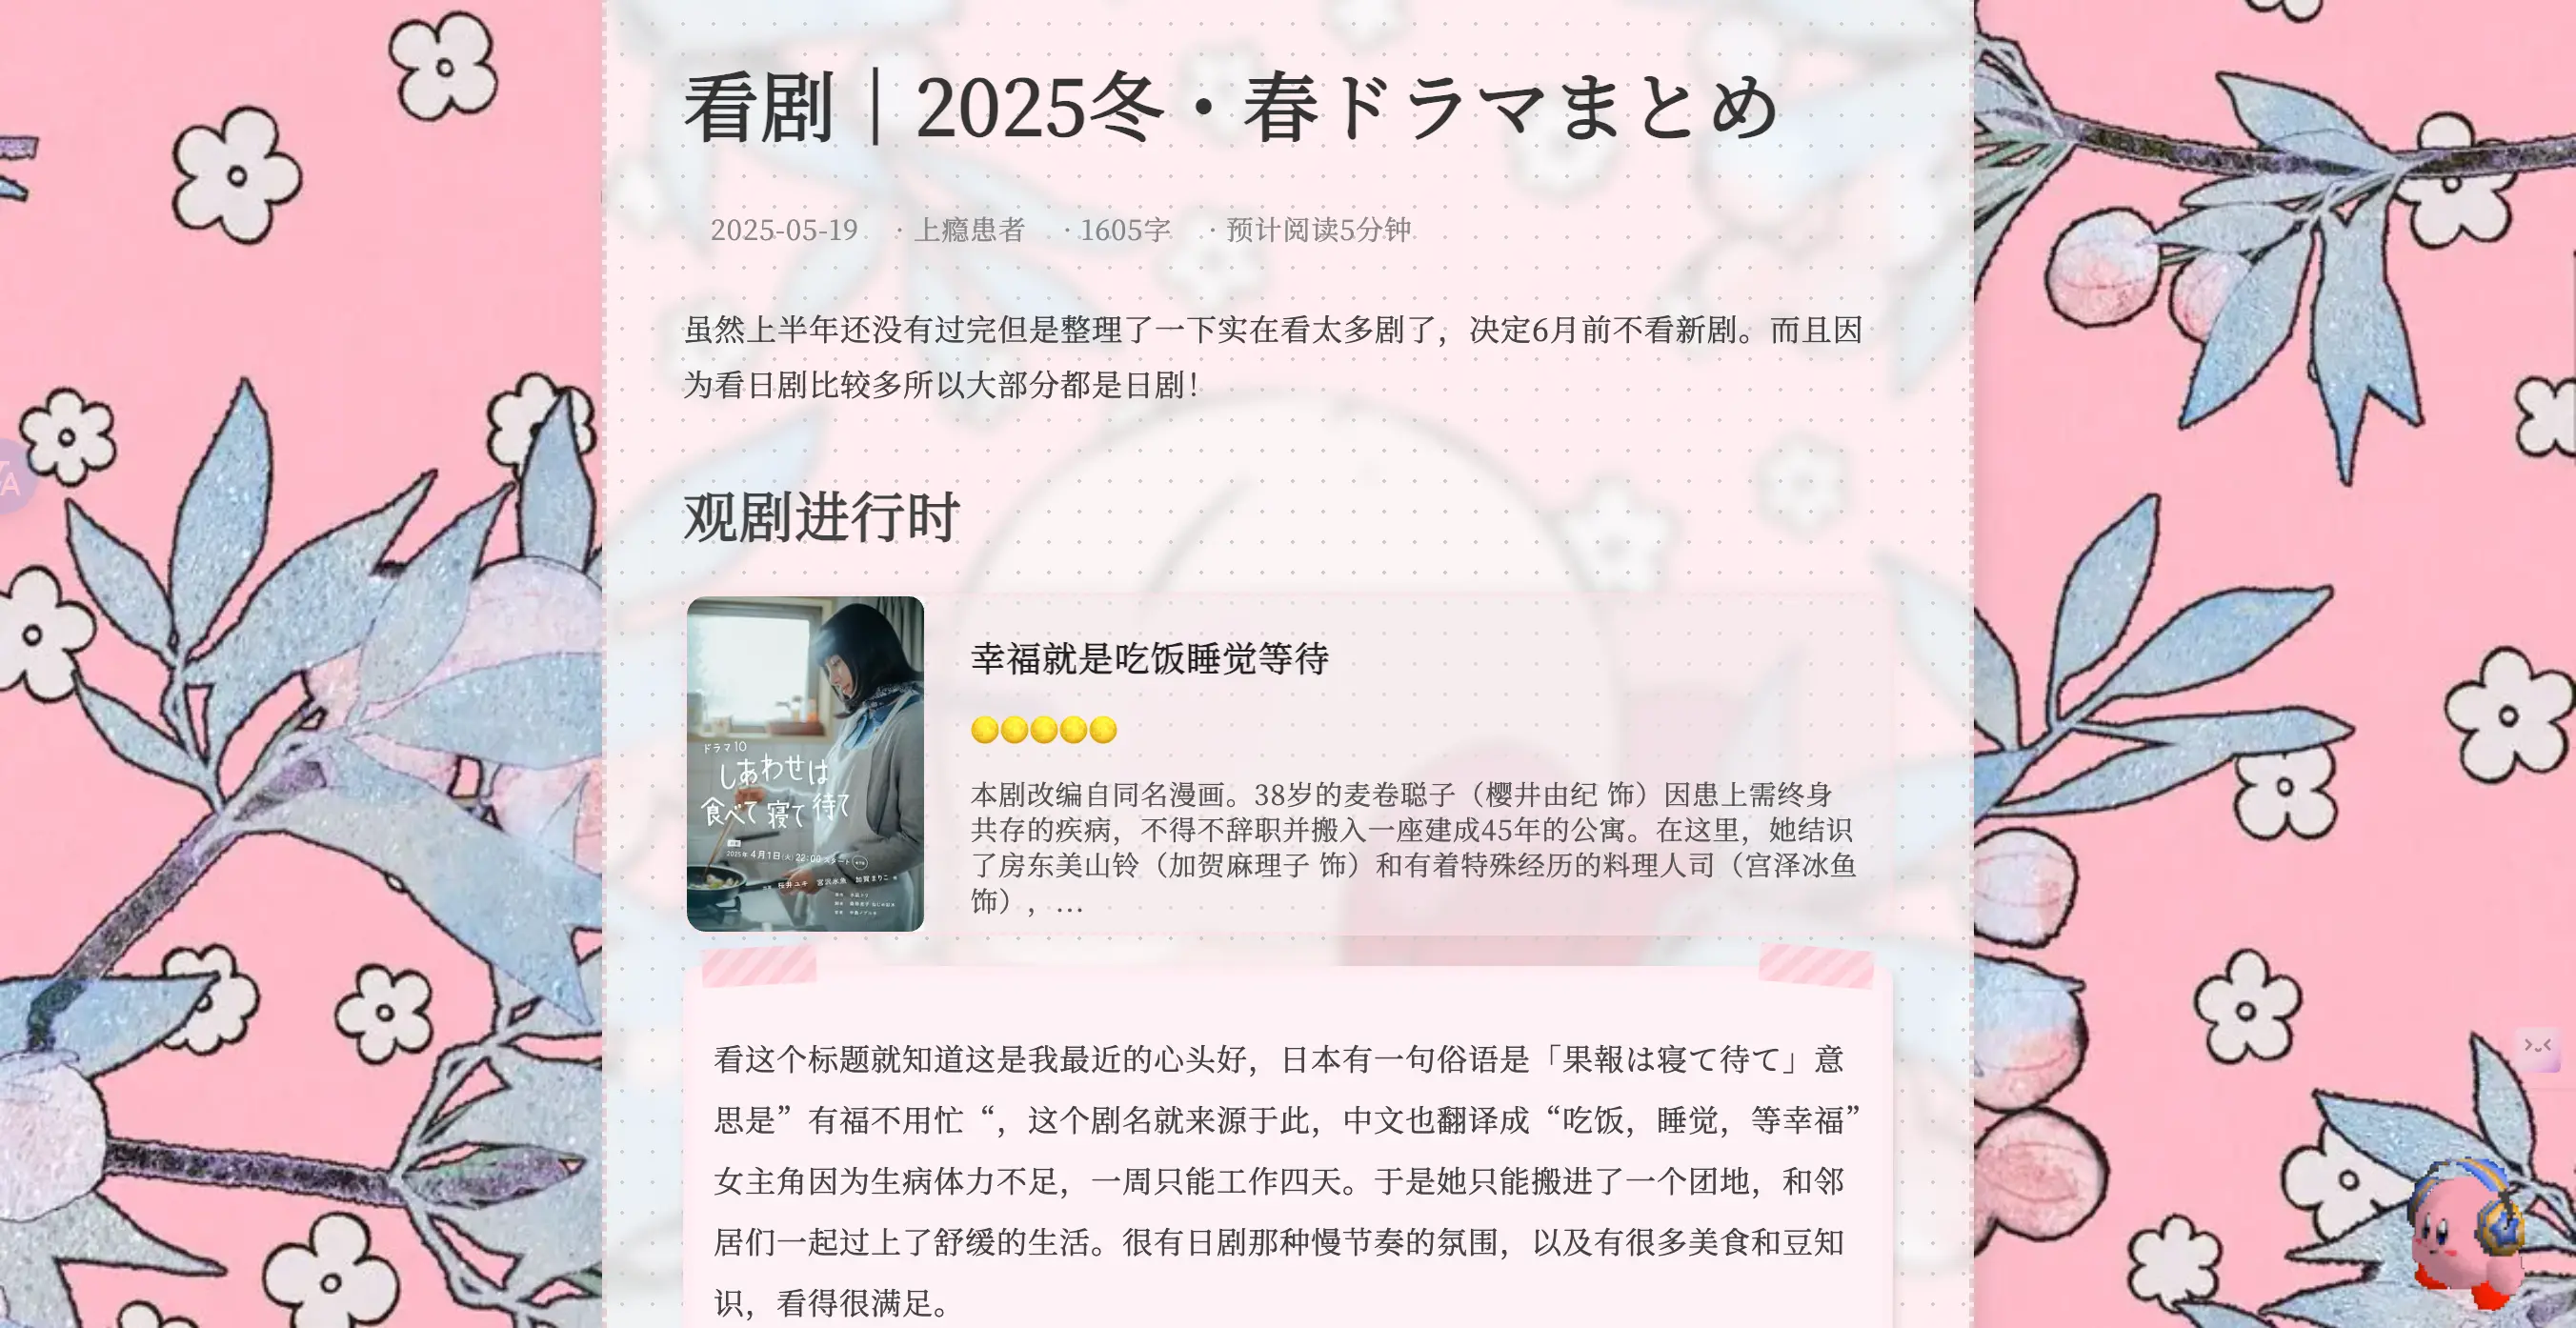 看剧｜2025冬・春ドラマまとめ
2025-05-19 · 上瘾患者 · 1605字 · 预计阅读5分钟
虽然上半年还没有过完但是整理了一下实在看太多剧了，决定6月前不看新剧。而且因
为看日剧比较多所以大部分都是日剧！
观剧进行时
幸福就是吃饭睡觉等待
本剧改编自同名漫画。38岁的麦卷聪子（樱井由纪 饰）因患上需终身
共存的疾病，不得不辞职并搬入一座建成45年的公寓。在这里，她结识
了房东美山铃（加贺麻理子 饰）和有着特殊经历的料理人司（宫泽冰鱼
饰），…
ドラマ10
しあわせは
食べて寝て待て
2025年4月1日(火)22:00スタート
桜井ユキ 宮沢氷魚 加賀まりこ
看这个标题就知道这是我最近的心头好，日本有一句俗语是「果報は寝て待て」意
思是”有福不用忙“，这个剧名就来源于此，中文也翻译成“吃饭，睡觉，等幸福”
女主角因为生病体力不足，一周只能工作四天。于是她只能搬进了一个团地，和邻
居们一起过上了舒缓的生活。很有日剧那种慢节奏的氛围，以及有很多美食和豆知
识，看得很满足。